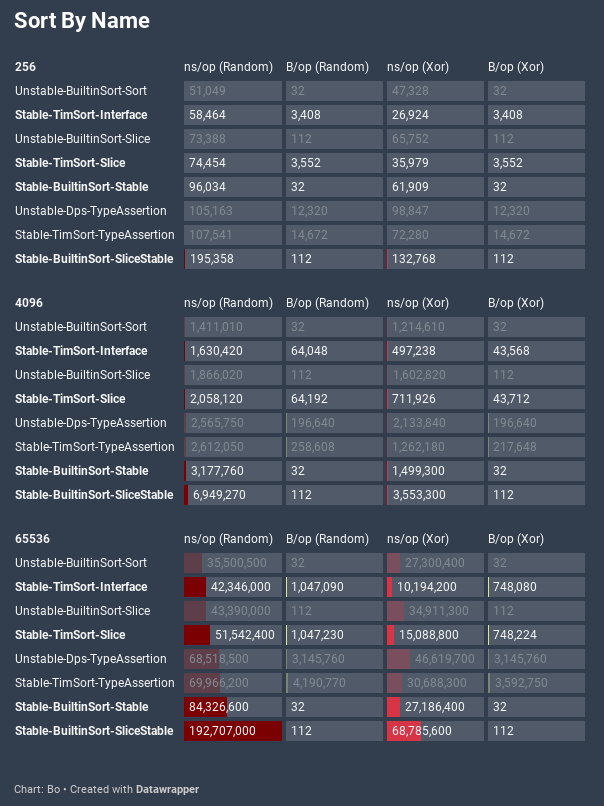 Sort By Name
256 ns/op (Random) B/op (Random) ns/op (Xor) B/op (Xor)
Unstable-BuiltinSort-Sort 51,049 32 47,328 32
Stable-TimSort-Interface 58,464 3,408 26,924 3,408
Unstable-BuiltinSort-Slice 73,388 112 65,752 112
Stable-TimSort-Slice 74,454 3,552 35,979 3,552
Stable-BuiltinSort-Stable 96,034 32 61,909 32
Unstable-Dps-TypeAssertion 105,163 12,320 98,847 12,320
Stable-TimSort-TypeAssertion 107,541 14,672 72,280 14,672
Stable-BuiltinSort-SliceStable 195,358 112 132,768 112
4096 ns/op (Random) B/op (Random) ns/op (Xor) B/op (Xor)
Unstable-BuiltinSort-Sort 1,411,010 32 1,214,610 32
Stable-TimSort-Interface 1,630,420 64,048 497,238 43,568
Unstable-BuiltinSort-Slice 1,866,020 112 1,602,820 112
Stable-TimSort-Slice 2,058,120 64,192 711,926 43,712
Unstable-Dps-TypeAssertion 2,565,750 196,640 2,133,840 196,640
Stable-TimSort-TypeAssertion 2,612,050 258,608 1,262,180 217,648
Stable-BuiltinSort-Stable 3,177,760 32 1,499,300 32
Stable-BuiltinSort-SliceStable 6,949,270 112 3,553,300 112
65536 ns/op (Random) B/op (Random) ns/op (Xor) B/op (Xor)
Unstable-BuiltinSort-Sort 35,500,500 32 27,300,400 32
Stable-TimSort-Interface 42,346,000 1,047,090 10,194,200 748,080
Unstable-BuiltinSort-Slice 43,390,000 112 34,911,300 112
Stable-TimSort-Slice 51,542,400 1,047,230 15,088,800 748,224
Unstable-Dps-TypeAssertion 68,518,500 3,145,760 46,619,700 3,145,760
Stable-TimSort-TypeAssertion 69,966,200 4,190,770 30,688,300 3,592,750
Stable-BuiltinSort-Stable 84,326,600 32 27,186,400 32
Stable-BuiltinSort-SliceStable 192,707,000 112 68,785,600 112
Chart: Bo • Created with Datawrapper